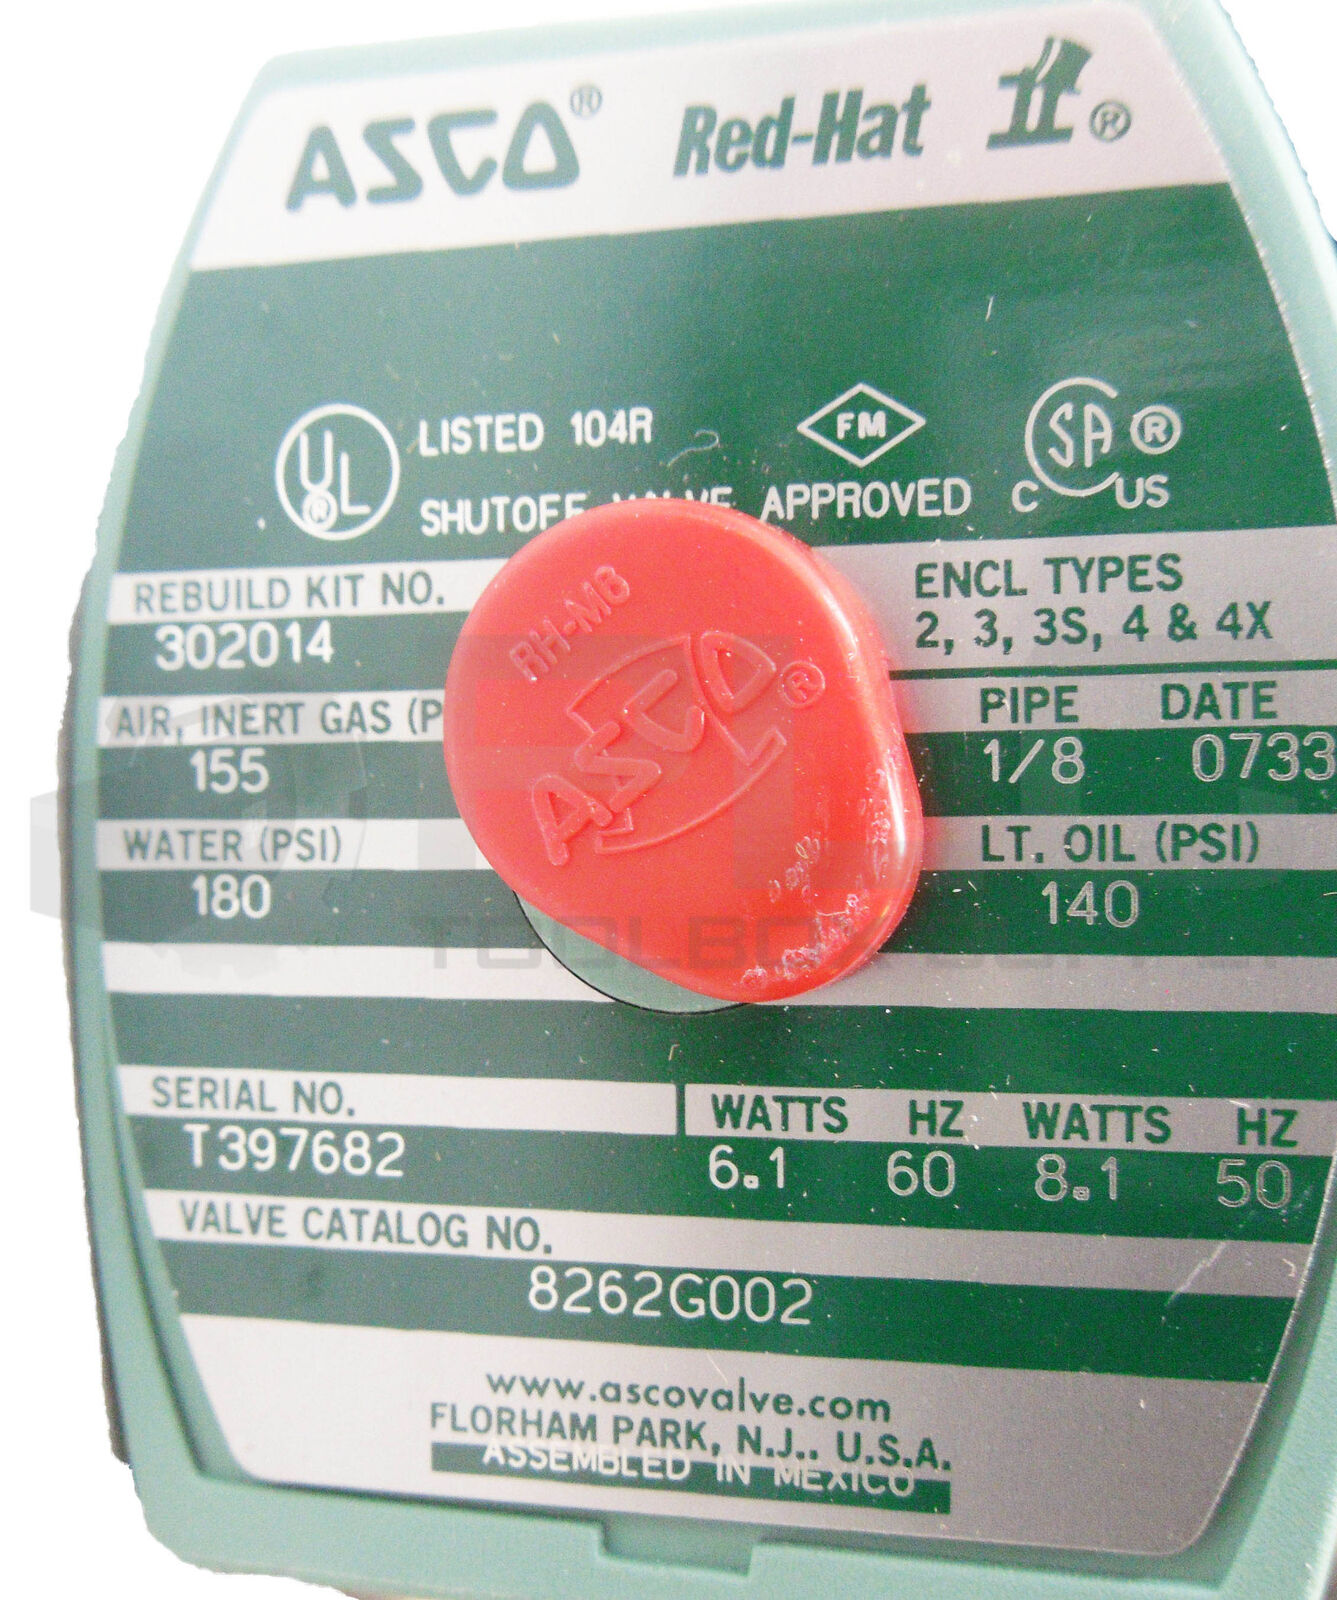 ASCO® Red-Hat II®
UL® LISTED 104R
FM
SA® C US
SHUTOFF VALVE APPROVED
REBUILD KIT NO.
302014
ENCL TYPES
2, 3, 3S, 4 & 4X
AIR, INERT GAS (P
155
PIPE DATE
1/8 0733
WATER (PSI)
180
LT. OIL (PSI)
140
RH-M6
ASCO®
TOOLBOX
SERIAL NO.
T397682
WATTS HZ WATTS HZ
6.1 60 8.1 50
VALVE CATALOG NO.
8262G002
www.ascovalve.com
FLORHAM PARK, N.J., U.S.A.
ASSEMBLED IN MEXICO